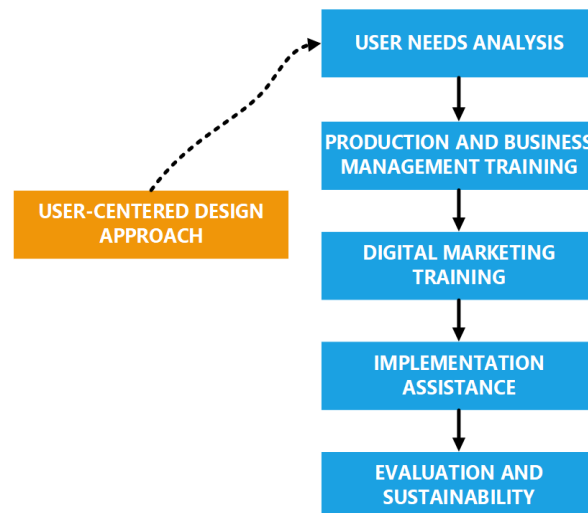 USER NEEDS ANALYSIS
PRODUCTION AND BUSINESS
MANAGEMENT TRAINING
USER-CENTERED DESIGN
APPROACH
DIGITAL MARKETING
TRAINING
IMPLEMENTATION
ASSISTANCE
EVALUATION AND
SUSTAINABILITY